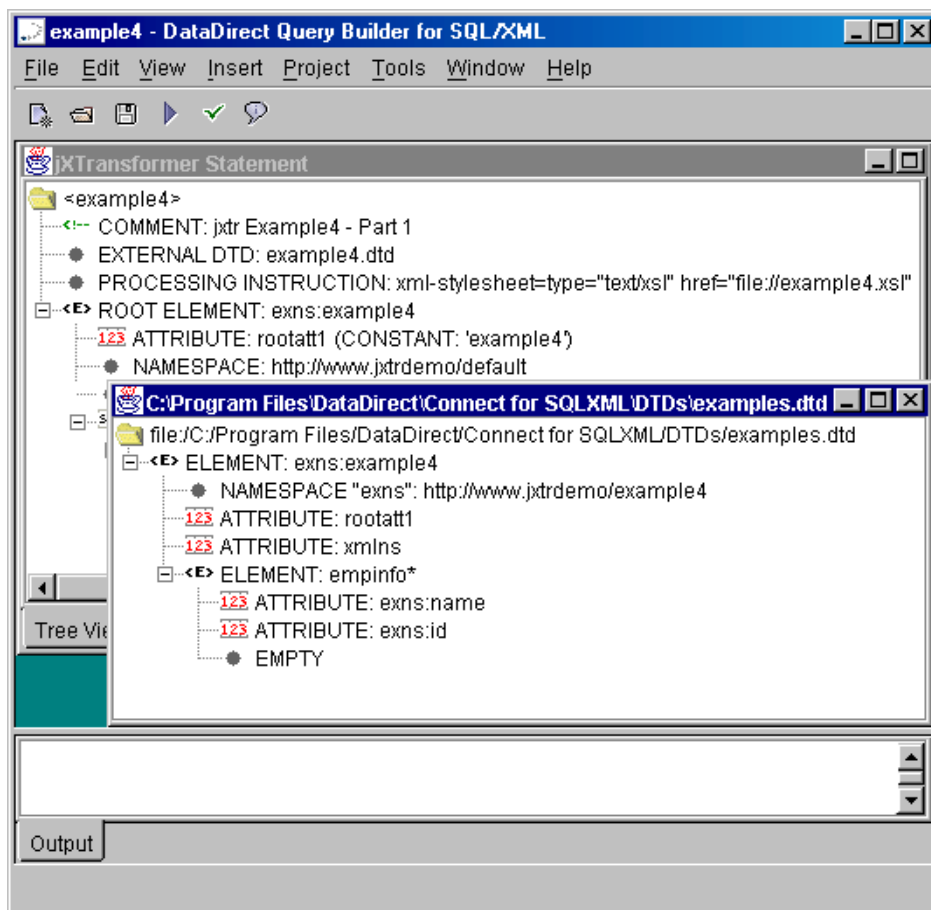 example4 - DataDirect Query Builder for SQL/XML
File Edit View Insert Project Tools Window Help
jXTransformer Statement
<example4>
<!-- COMMENT: jxtr Example4 - Part 1
EXTERNAL DTD: example4.dtd
PROCESSING INSTRUCTION: xml-stylesheet=type="text/xsl" href="file://example4.xsl"
<E> ROOT ELEMENT: exns:example4
123 ATTRIBUTE: rootatt1 (CONSTANT: 'example4')
NAMESPACE: http://www.jxtrdemo/default
C:\Program Files\DataDirect\Connect for SQLXML\DTDs\examples.dtd
file:/C:/Program Files/DataDirect/Connect for SQLXML/DTDs/examples.dtd
<E> ELEMENT: exns:example4
NAMESPACE "exns": http://www.jxtrdemo/example4
123 ATTRIBUTE: rootatt1
123 ATTRIBUTE: xmlns
<E> ELEMENT: empinfo*
123 ATTRIBUTE: exns:name
123 ATTRIBUTE: exns:id
EMPTY
Tree
Output